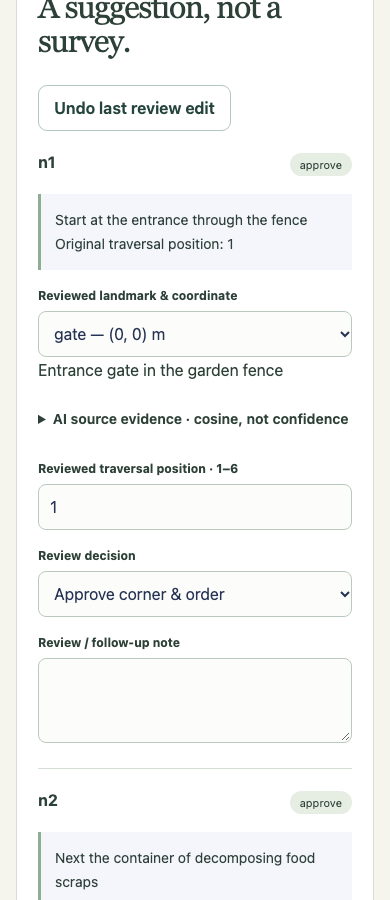 A suggestion, not a
survey.
Undo last review edit
n1
approve
Start at the entrance through the fence
Original traversal position: 1
Reviewed landmark & coordinate
gate — (0, 0) m
Entrance gate in the garden fence
AI source evidence · cosine, not confidence
Reviewed traversal position · 1–6
1
Review decision
Approve corner & order
Review / follow-up note
n2
approve
Next the container of decomposing food
scraps